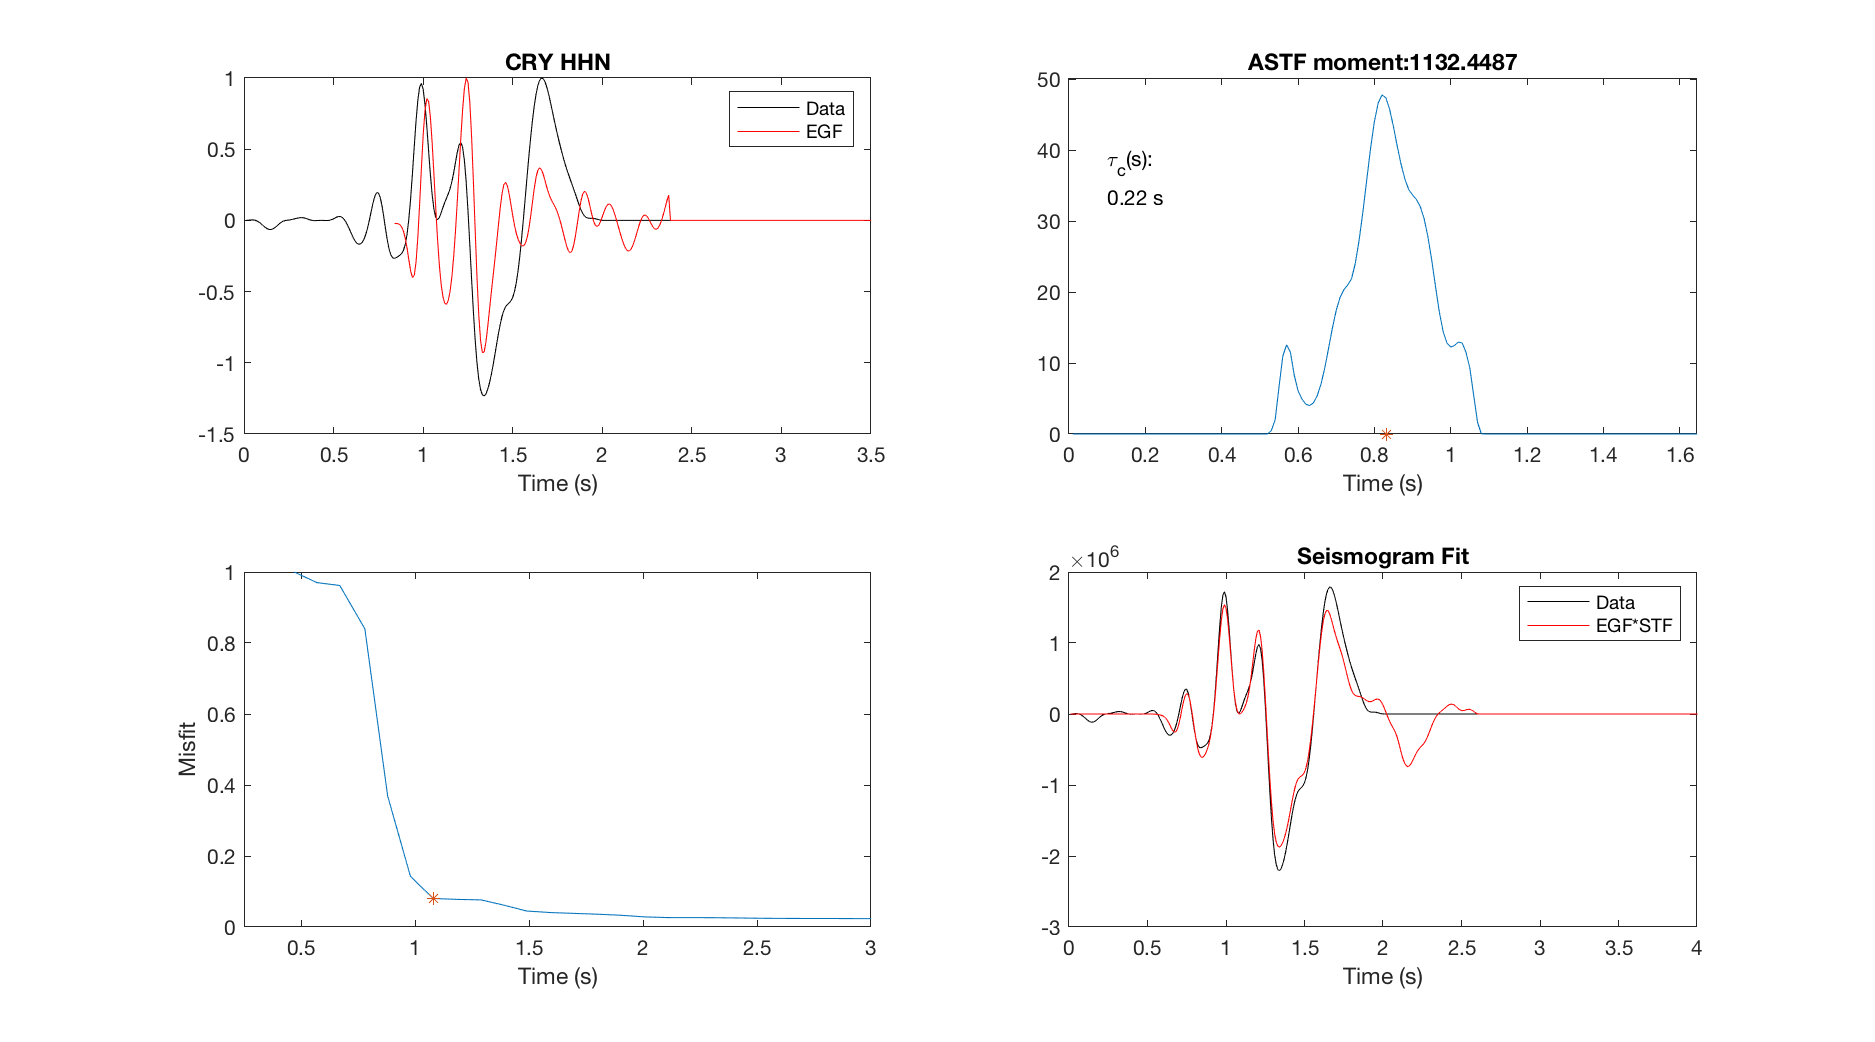 CRY HHN
1
0.5
0
-0.5
-1
-1.5
0 0.5 1 1.5 2 2.5 3 3.5
Time (s)
Data
EGF
ASTF moment:1132.4487
50
40
30
20
10
0
0 0.2 0.4 0.6 0.8 1 1.2 1.4 1.6
Time (s)
τc(s):
0.22 s
1
0.8
0.6
0.4
0.2
0
Misfit
0.5 1 1.5 2 2.5 3
Time (s)
Seismogram Fit
×10^6
2
1
0
-1
-2
-3
0 0.5 1 1.5 2 2.5 3 3.5 4
Time (s)
Data
EGF*STF